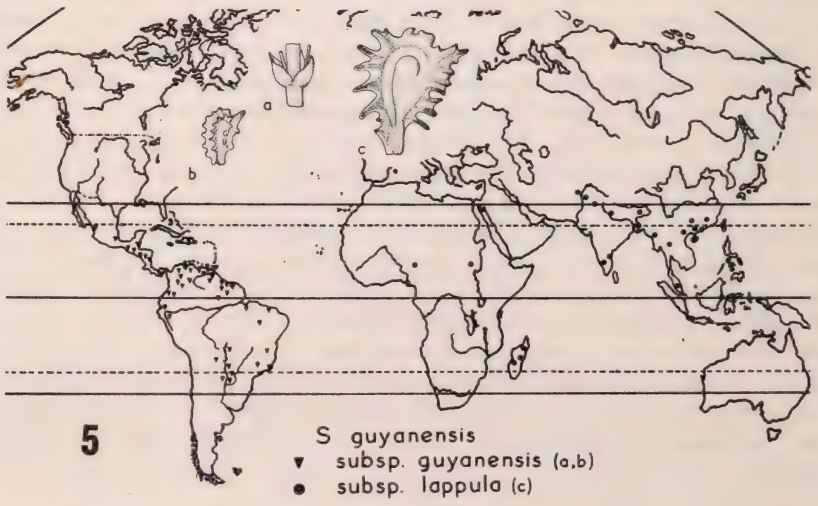 a
b
c
5
S guyanensis
subsp. guyanensis (a,b)
subsp. lappula (c)